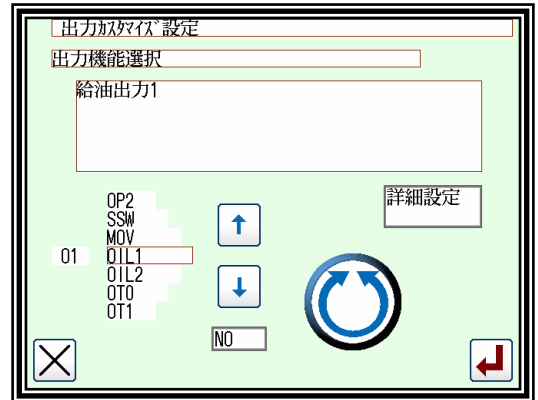 出力ｶｽﾀﾏｲｽﾞ設定
出力機能選択
給油出力1
OP2
SSW
MOV
01 OIL1
OIL2
OT0
OT1
詳細設定
NO